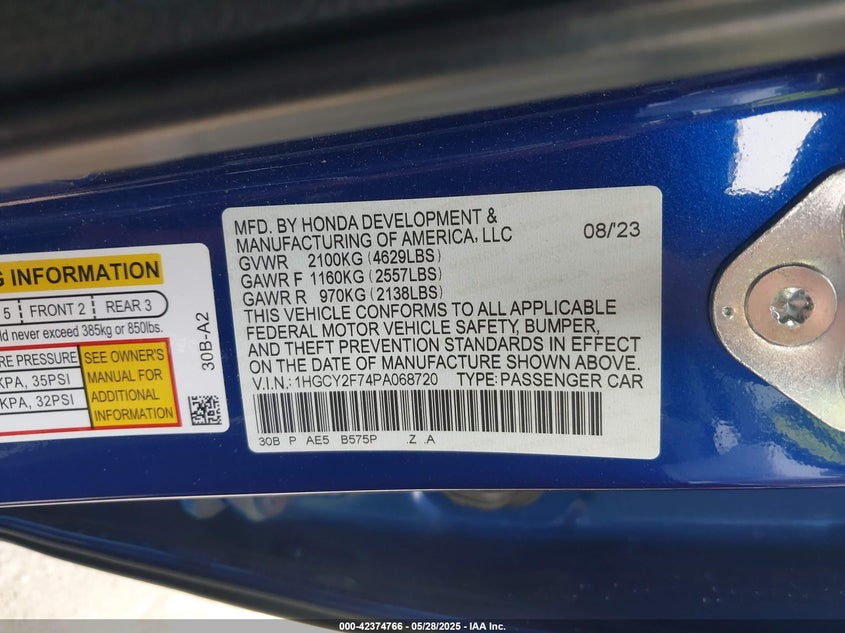 MFD. BY HONDA DEVELOPMENT &
MANUFACTURING OF AMERICA, LLC 08/'23
GVWR 2100KG (4629LBS)
GAWR F 1160KG (2557LBS)
GAWR R 970KG (2138LBS)
THIS VEHICLE CONFORMS TO ALL APPLICABLE
FEDERAL MOTOR VEHICLE SAFETY, BUMPER,
AND THEFT PREVENTION STANDARDS IN EFFECT
ON THE DATE OF MANUFACTURE SHOWN ABOVE.
V.I.N.: 1HGCY2F74PA068720 TYPE: PASSENGER CAR
30B P AE5 B575P .Z .A
G INFORMATION
5 FRONT 2 REAR 3
ld never exceed 385kg or 850lbs.
RE PRESSURE
KPA, 35PSI
KPA, 32PSI
SEE OWNER'S
MANUAL FOR
ADDITIONAL
INFORMATION
30B-A2
000-42374766 - 05/28/2025 - IAA Inc.